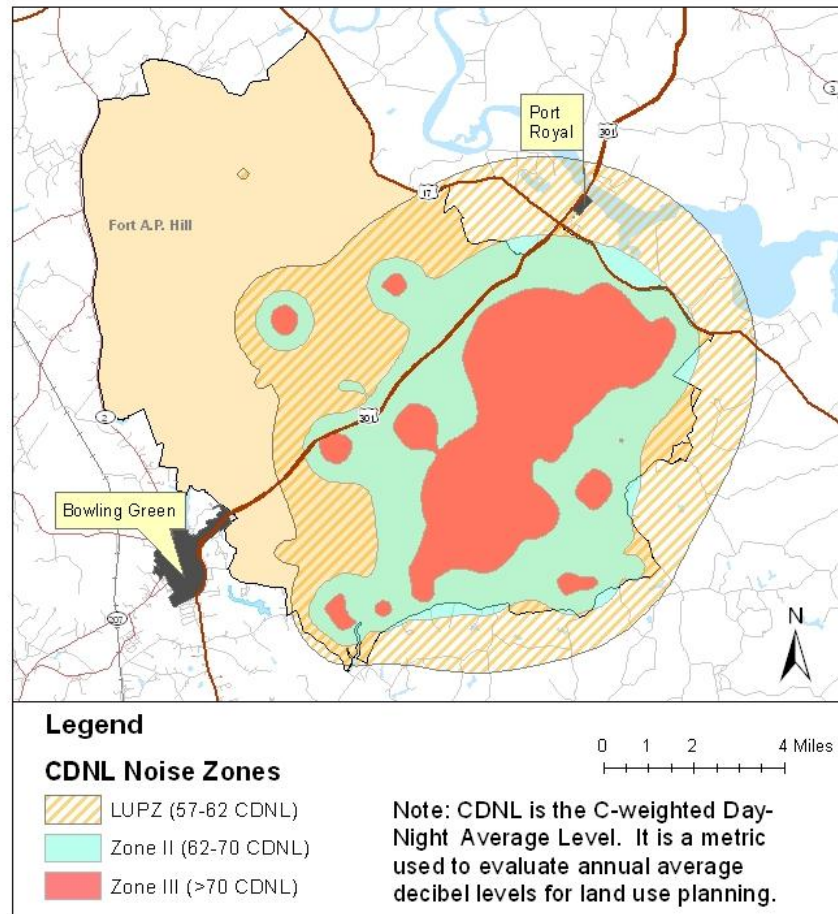 Port
Royal
301
3
17
Fort A.P. Hill
301
2
Bowling Green
207
N
Legend
CDNL Noise Zones
LUPZ (57-62 CDNL)
Zone II (62-70 CDNL)
Zone III (>70 CDNL)
0 1 2 4 Miles
Note: CDNL is the C-weighted Day-
Night Average Level. It is a metric
used to evaluate annual average
decibel levels for land use planning.